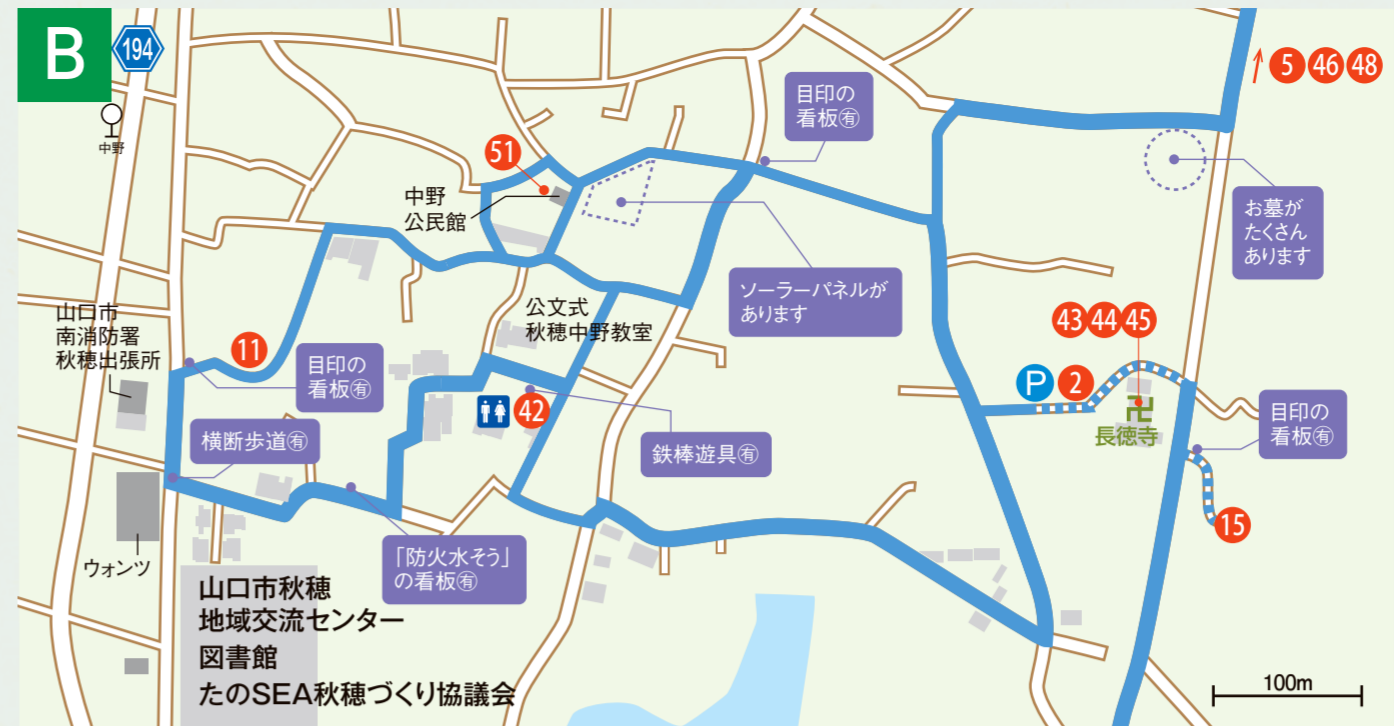 B
194
中野
5 46 48
目印の
看板㊒
51
中野
公民館
お墓が
たくさん
あります
ソーラーパネルが
あります
公文式
秋穂中野教室
山口市
南消防署
秋穂出張所
11
目印の
看板㊒
43 44 45
P 2
長徳寺
42
目印の
看板㊒
横断歩道㊒
鉄棒遊具㊒
15
「防火水そう」
の看板㊒
ウォンツ
山口市秋穂
地域交流センター
図書館
たのSEA秋穂づくり協議会
100m